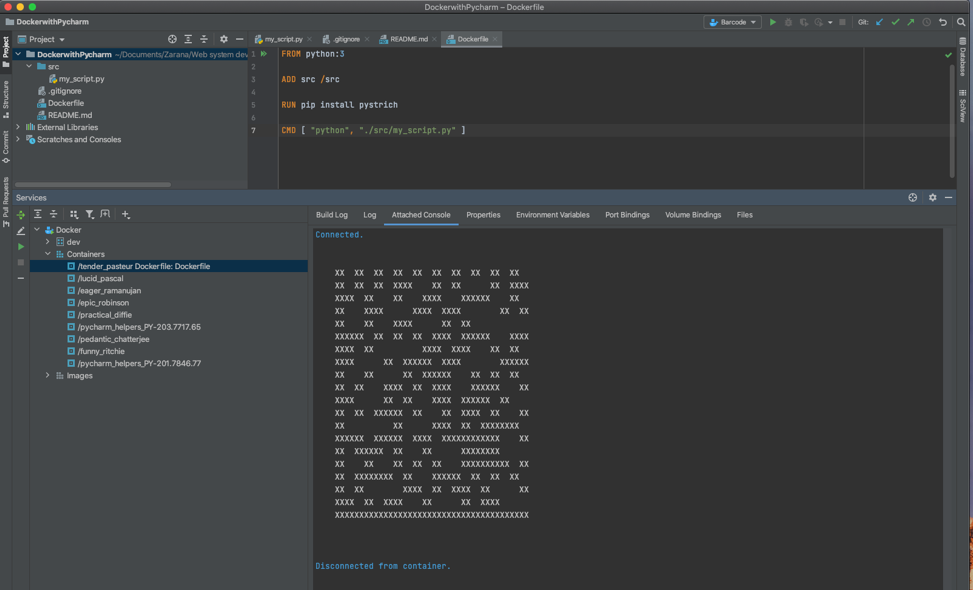 DockerwithPycharm – Dockerfile
DockerwithPycharm
Barcode
Git:
Project
my_script.py
.gitignore
README.md
Dockerfile
DockerwithPycharm ~/Documents/Zarana/Web system dev
src
my_script.py
.gitignore
Dockerfile
README.md
External Libraries
Scratches and Consoles
Project
Structure
Commit
Pull Requests
1 FROM python:3
2
3 ADD src /src
4
5 RUN pip install pystrich
6
7 CMD [ "python", "./src/my_script.py" ]
Database
SciView
Services
Docker
dev
Containers
/tender_pasteur Dockerfile: Dockerfile
/lucid_pascal
/eager_ramanujan
/epic_robinson
/practical_diffie
/pycharm_helpers_PY-203.7717.65
/pedantic_chatterjee
/funny_ritchie
/pycharm_helpers_PY-201.7846.77
Images
Build Log Log Attached Console Properties Environment Variables Port Bindings Volume Bindings Files
Connected.
XX  XX  XX  XX  XX  XX  XX  XX  XX  XX
XX  XX  XX  XXXX    XX  XX      XX  XXXX
XXXX  XX    XX    XXXX    XXXXXX    XX
XX    XXXX      XXXX  XXXX        XX  XX
XX    XX    XXXX      XX  XX
XXXXXX  XX  XX  XX  XXXX  XXXXXX    XXXX
XXXX  XX          XXXX  XXXX    XX  XX
XXXX      XX  XXXXXX  XXXX        XXXXXX
XX    XX      XX  XXXXXX    XX  XX  XX
XX  XX    XXXX  XX  XXXX    XXXXXX    XX
XXXX      XX  XX    XXXX  XXXXXX  XX
XX  XX  XXXXXX  XX    XX  XXXX  XX    XX
XX          XX      XXXX  XX  XXXXXXXX
XXXXXX  XXXXXX  XXXX  XXXXXXXXXXXX    XX
XX  XXXXXX  XX    XX      XXXXXXXX
XX    XX    XX  XX  XX    XXXXXXXXXX  XX
XX  XXXXXXXX  XX    XXXXXX  XX  XX  XX
XX  XX        XXXX  XX  XXXX  XX      XX
XXXX  XX  XXXX    XX      XX  XXXX
XXXXXXXXXXXXXXXXXXXXXXXXXXXXXXXXXXXXXXXX
Disconnected from container.